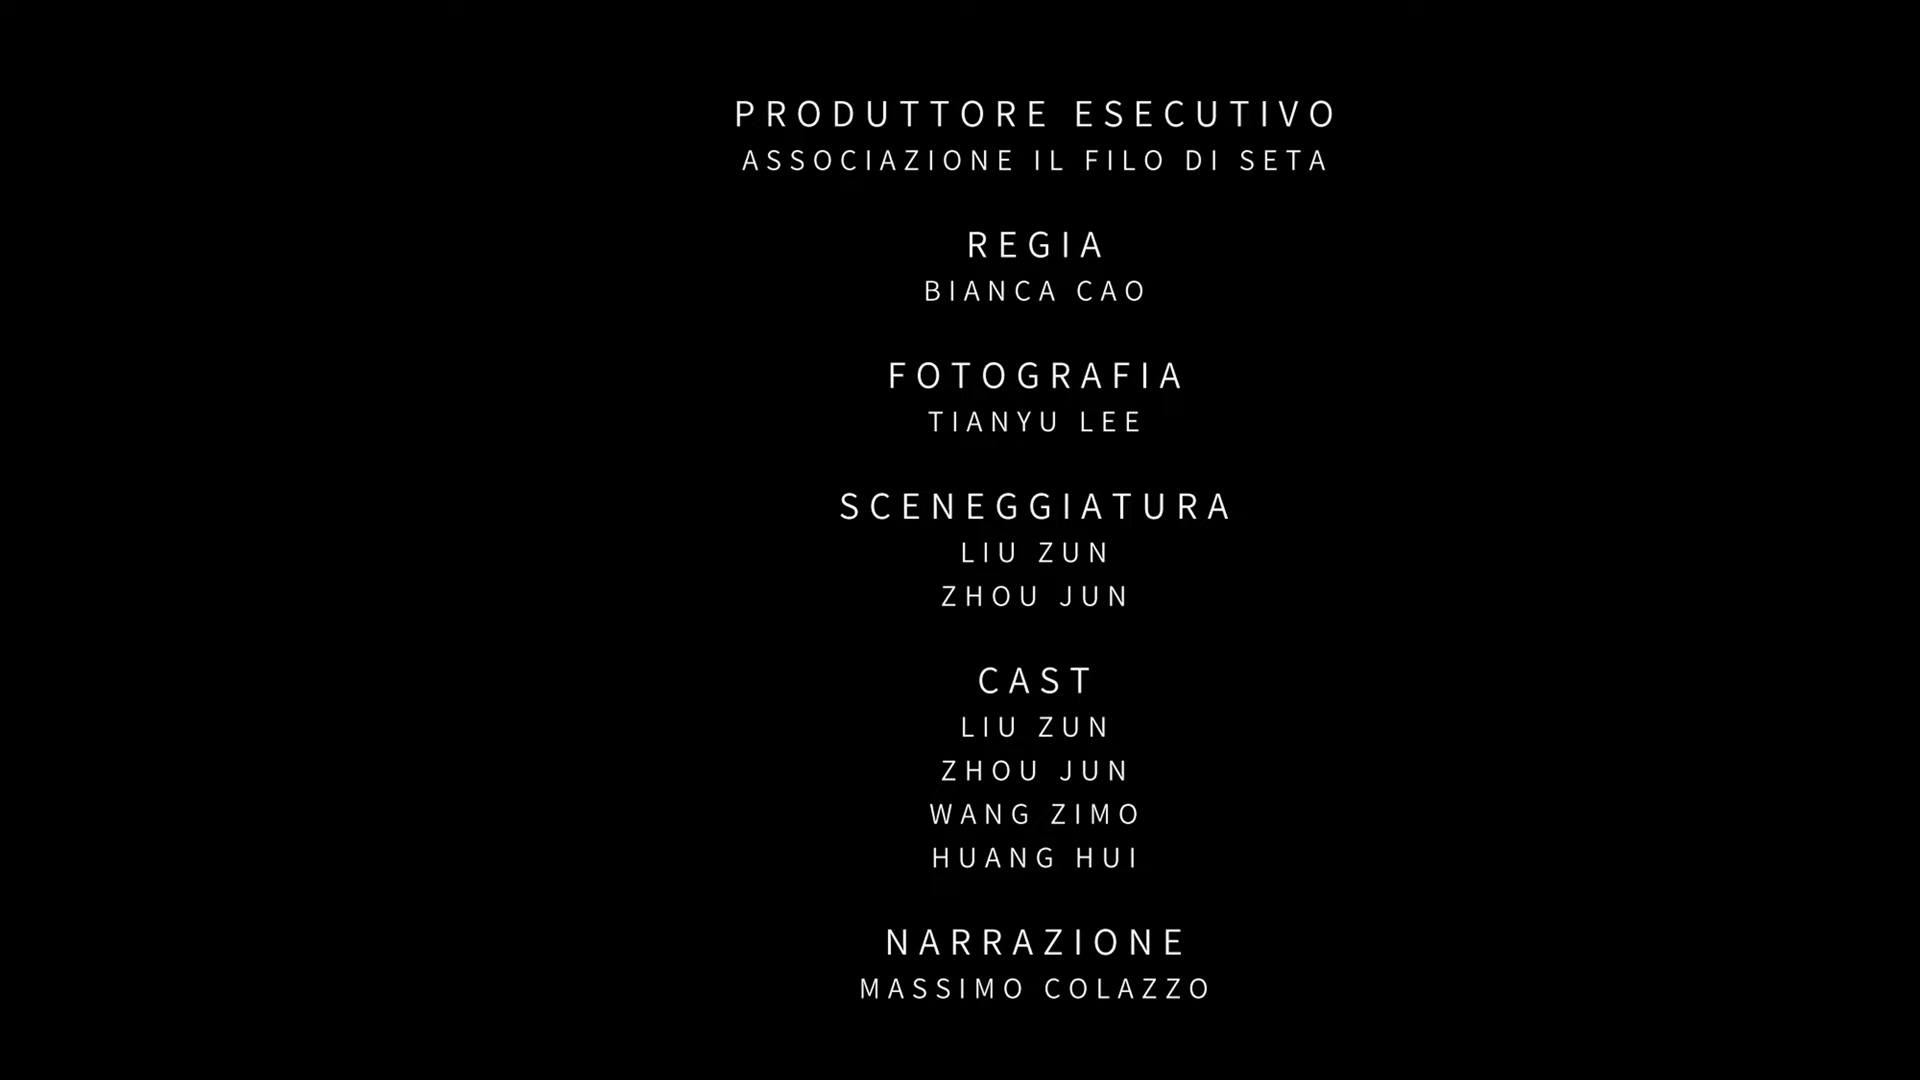 PRODUTTORE ESECUTIVO
ASSOCIAZIONE IL FILO DI SETA
REGIA
BIANCA CAO
FOTOGRAFIA
TIANYU LEE
SCENEGGIATURA
LIU ZUN
ZHOU JUN
CAST
LIU ZUN
ZHOU JUN
WANG ZIMO
HUANG HUI
NARRAZIONE
MASSIMO COLAZZO